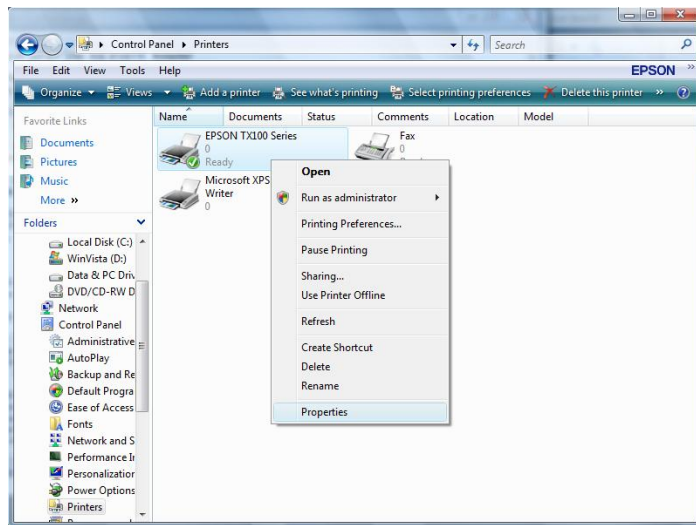 Control Panel ▸ Printers
Search
File Edit View Tools Help
EPSON
Organize Views Add a printer See what's printing Select printing preferences Delete this printer
Favorite Links
Documents
Pictures
Music
More
Folders
Local Disk (C:)
WinVista (D:)
Data & PC Driv
DVD/CD-RW D
Network
Control Panel
Administrative
AutoPlay
Backup and Re
Default Progra
Ease of Access
Fonts
Network and S
Performance In
Personalization
Power Options
Printers
Name Documents Status Comments Location Model
EPSON TX100 Series
0
Ready
Fax
0
Microsoft XPS
Writer
0
Open
Run as administrator
Printing Preferences...
Pause Printing
Sharing...
Use Printer Offline
Refresh
Create Shortcut
Delete
Rename
Properties